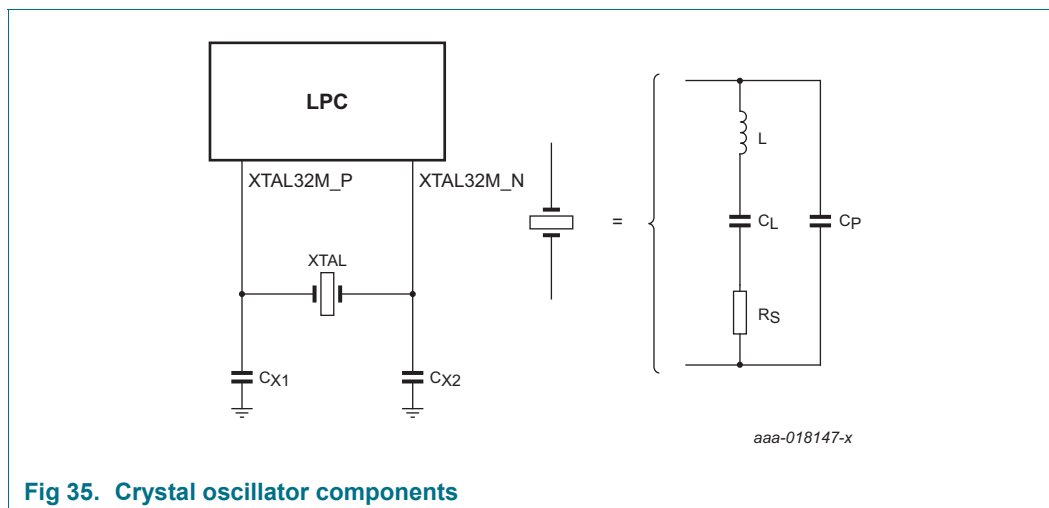 LPC
XTAL32M_P
XTAL32M_N
XTAL
CX1
CX2
=
L
CL
CP
RS
aaa-018147-x
Fig 35. Crystal oscillator components